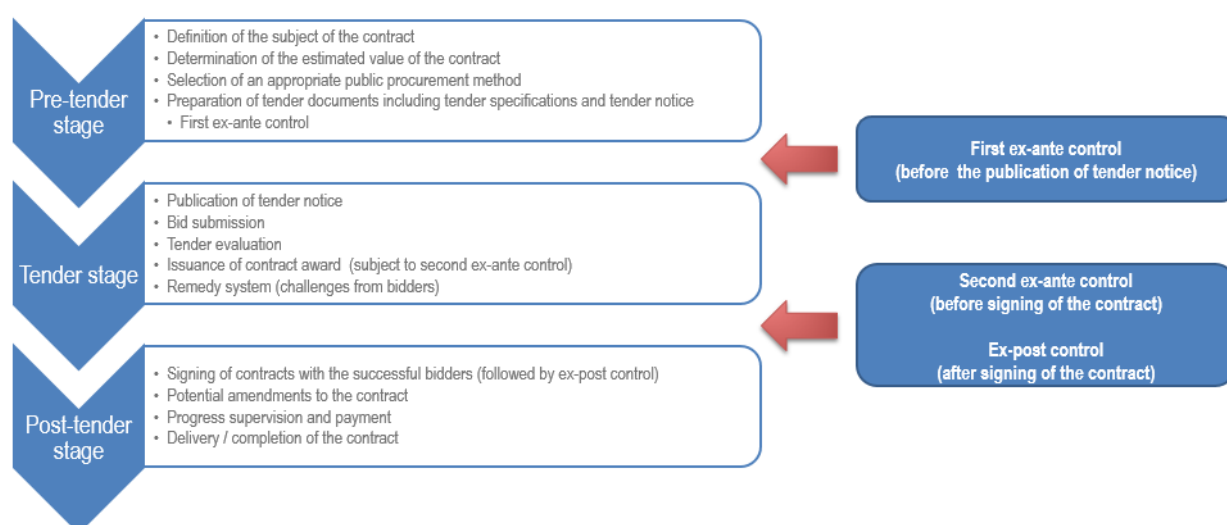 Pre-tender
stage
• Definition of the subject of the contract
• Determination of the estimated value of the contract
• Selection of an appropriate public procurement method
• Preparation of tender documents including tender specifications and tender notice
• First ex-ante control
First ex-ante control
(before the publication of tender notice)
Tender stage
• Publication of tender notice
• Bid submission
• Tender evaluation
• Issuance of contract award (subject to second ex-ante control)
• Remedy system (challenges from bidders)
Second ex-ante control
(before signing of the contract)
Ex-post control
(after signing of the contract)
Post-tender
stage
• Signing of contracts with the successful bidders (followed by ex-post control)
• Potential amendments to the contract
• Progress supervision and payment
• Delivery / completion of the contract